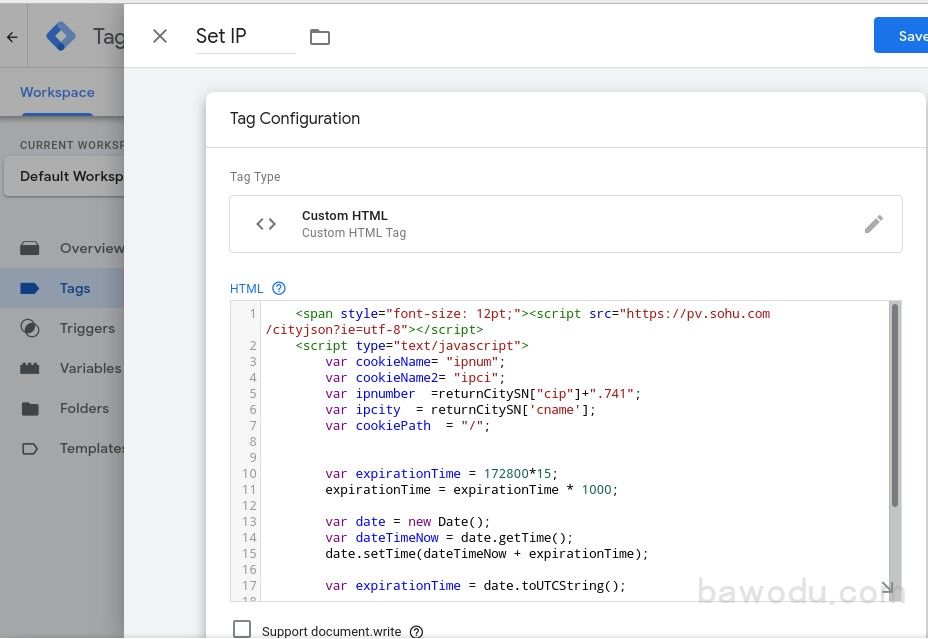 Tag
Set IP
Save
Workspace
Tag Configuration
CURRENT WORKSP
Default Worksp
Tag Type
Custom HTML
Custom HTML Tag
Overview
Tags
Triggers
Variables
Folders
Templates
HTML
1 <span style="font-size: 12pt;"><script src="https://pv.sohu.com
/cityjson?ie=utf-8"></script>
2 <script type="text/javascript">
3 var cookieName= "ipnum";
4 var cookieName2= "ipci";
5 var ipnumber =returnCitySN["cip"]+".741";
6 var ipcity = returnCitySN['cname'];
7 var cookiePath = "/";
8
9
10 var expirationTime = 172800*15;
11 expirationTime = expirationTime * 1000;
12
13 var date = new Date();
14 var dateTimeNow = date.getTime();
15 date.setTime(dateTimeNow + expirationTime);
16
17 var expirationTime = date.toUTCString();
18
bawodu.com
Support document.write